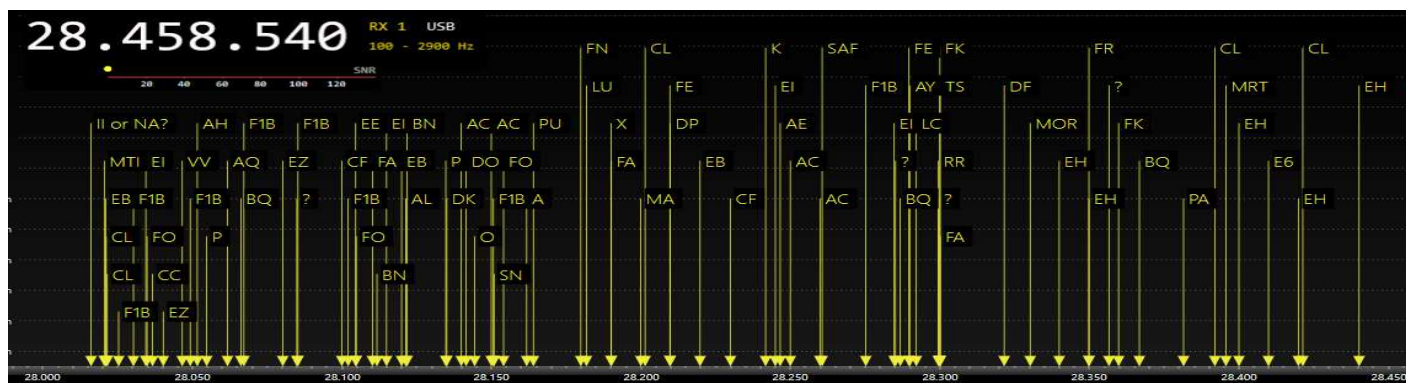 28.458.540 RX 1 USB
100 - 2900 Hz
SNR
20 40 60 80 100 120
FN CL K SAF FE FK FR CL CL
LU FE EI F1B AY TS DF ? MRT EH
II or NA? AH F1B F1B EE EI BN AC AC PU X DP AE EI LC MOR FK EH
MTI EI VV AQ EZ CF FA EB P DO FO FA EB AC ? RR EH BQ E6
EB F1B F1B BQ ? F1B AL DK F1B A MA CF AC BQ ? EH PA EH
CL FO P FO O FA
CL CC BN SN
F1B EZ
28.000 28.050 28.100 28.150 28.200 28.250 28.300 28.350 28.400 28.450